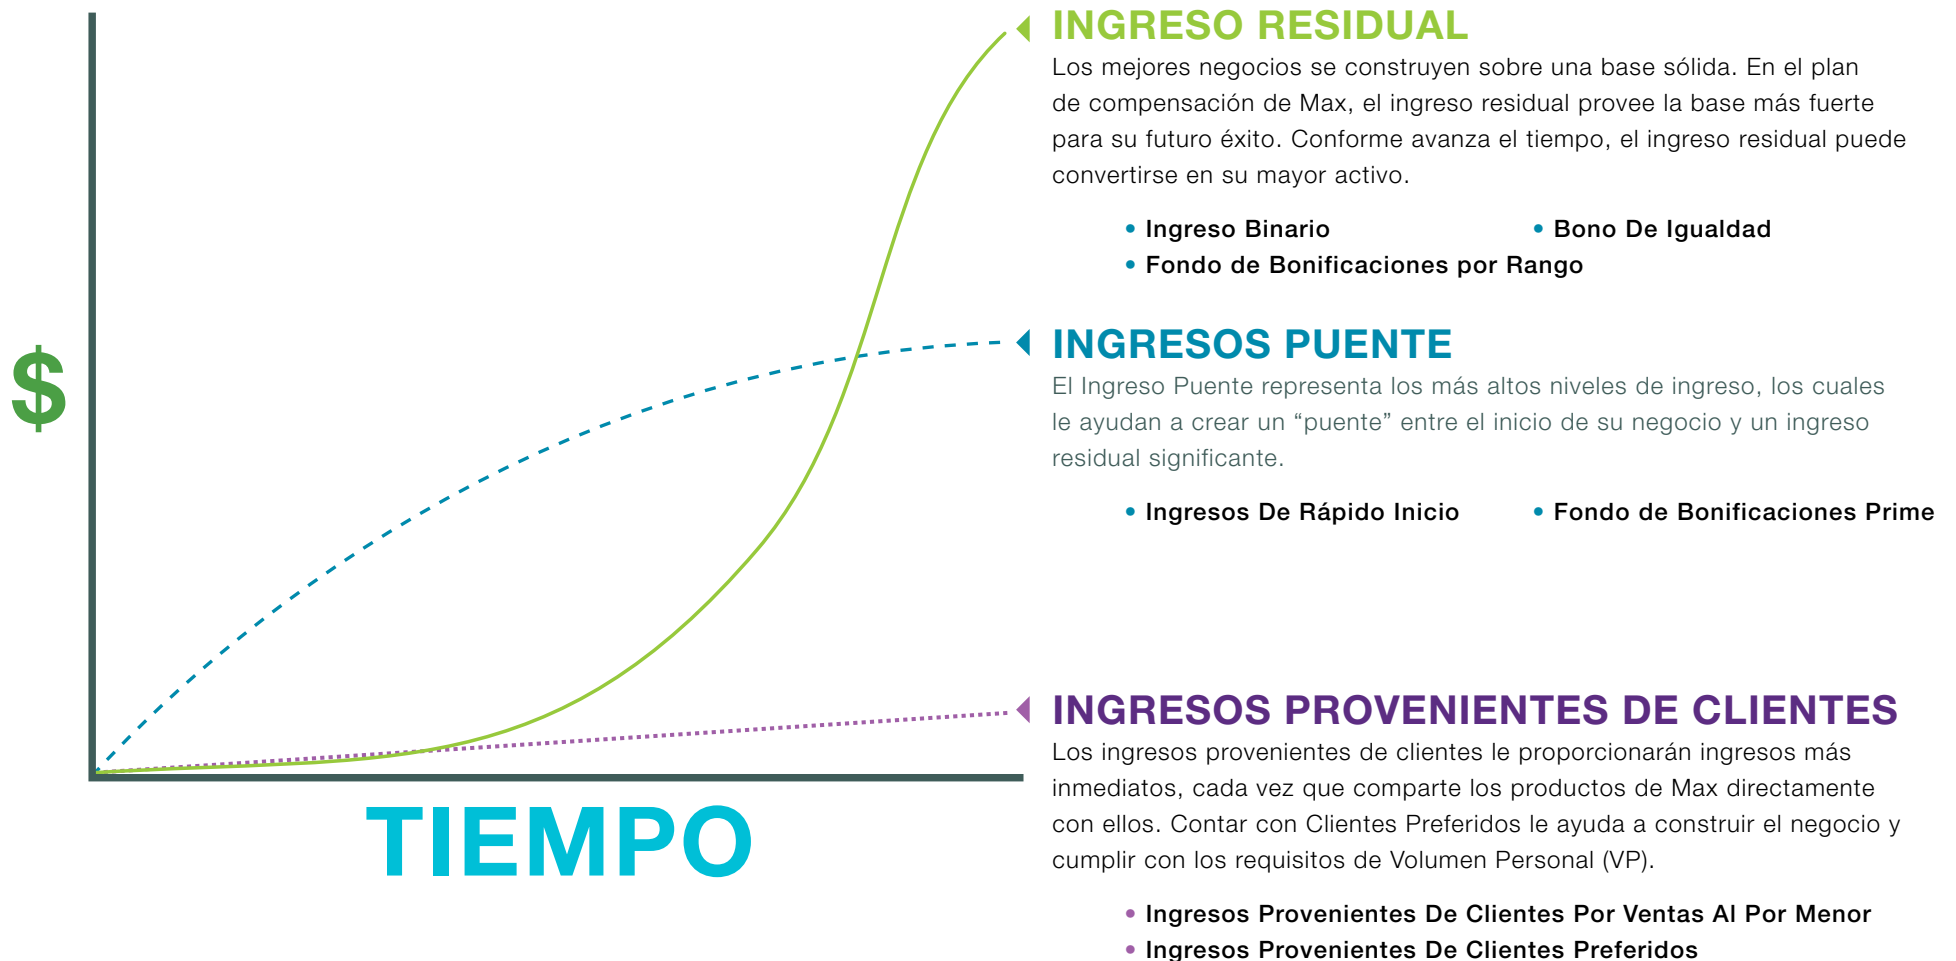 INGRESO RESIDUAL
Los mejores negocios se construyen sobre una base sólida. En el plan
de compensación de Max, el ingreso residual provee la base más fuerte
para su futuro éxito. Conforme avanza el tiempo, el ingreso residual puede
convertirse en su mayor activo.
• Ingreso Binario
• Bono De Igualdad
• Fondo de Bonificaciones por Rango
$
INGRESOS PUENTE
El Ingreso Puente representa los más altos niveles de ingreso, los cuales
le ayudan a crear un “puente” entre el inicio de su negocio y un ingreso
residual significante.
• Ingresos De Rápido Inicio
• Fondo de Bonificaciones Prime
INGRESOS PROVENIENTES DE CLIENTES
Los ingresos provenientes de clientes le proporcionarán ingresos más
inmediatos, cada vez que comparte los productos de Max directamente
con ellos. Contar con Clientes Preferidos le ayuda a construir el negocio y
cumplir con los requisitos de Volumen Personal (VP).
• Ingresos Provenientes De Clientes Por Ventas Al Por Menor
• Ingresos Provenientes De Clientes Preferidos
TIEMPO